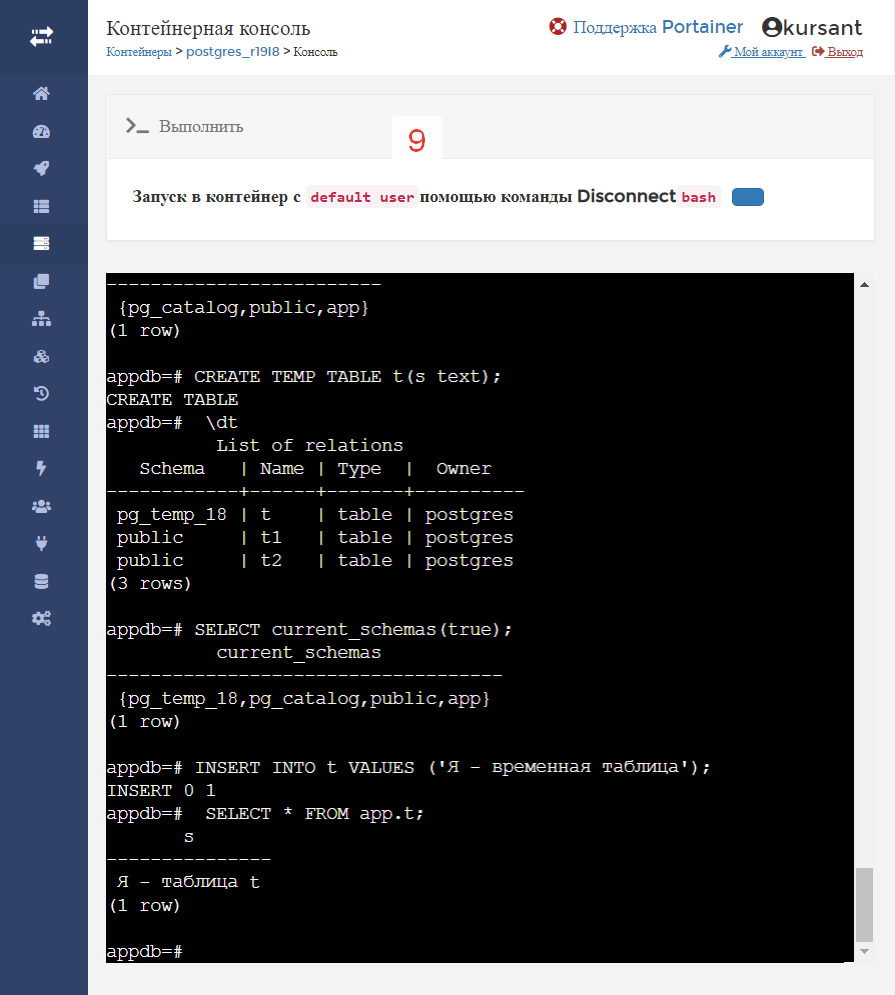 Контейнерная консоль
Поддержка Portainer
kursant
Контейнеры > postgres_r19l8 > Консоль
Мой аккаунт Выход
Выполнить
9
Запуск в контейнер с default user помощью команды Disconnect bash
-------------------------
{pg_catalog,public,app}
(1 row)
appdb=# CREATE TEMP TABLE t(s text);
CREATE TABLE
appdb=#  \dt
List of relations
Schema | Name | Type | Owner
------------+------+-------+----------
pg_temp_18 | t | table | postgres
public | t1 | table | postgres
public | t2 | table | postgres
(3 rows)
appdb=# SELECT current_schemas(true);
current_schemas
------------------------------------
{pg_temp_18,pg_catalog,public,app}
(1 row)
appdb=# INSERT INTO t VALUES ('Я - временная таблица');
INSERT 0 1
appdb=#  SELECT * FROM app.t;
s
---------------
Я - таблица t
(1 row)
appdb=#